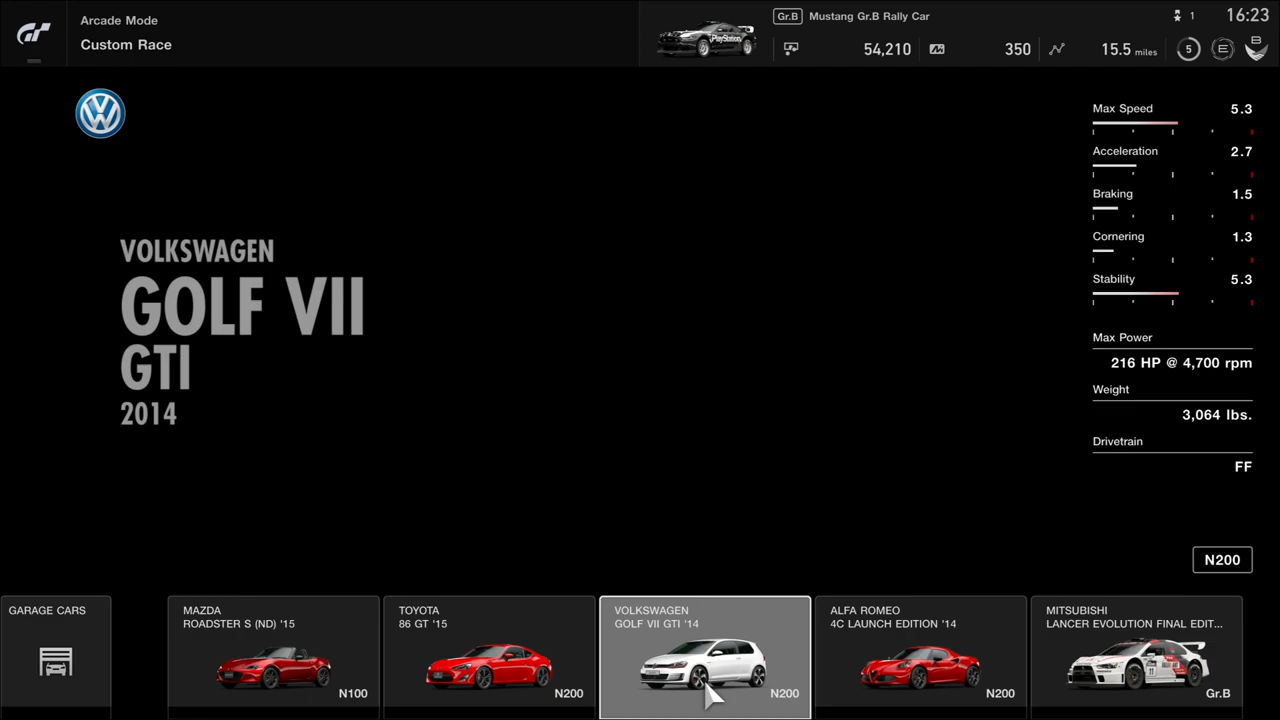 Arcade Mode
Custom Race
Gr.B Mustang Gr.B Rally Car
1
16:23
54,210
350
15.5 miles
5
E
B
Max Speed 5.3
Acceleration 2.7
Braking 1.5
Cornering 1.3
Stability 5.3
Max Power
216 HP @ 4,700 rpm
Weight
3,064 lbs.
Drivetrain
FF
N200
VOLKSWAGEN
GOLF VII
GTI
2014
GARAGE CARS
MAZDA
ROADSTER S (ND) '15
N100
TOYOTA
86 GT '15
N200
VOLKSWAGEN
GOLF VII GTI '14
N200
ALFA ROMEO
4C LAUNCH EDITION '14
N200
MITSUBISHI
LANCER EVOLUTION FINAL EDIT...
Gr.B
PlayStation